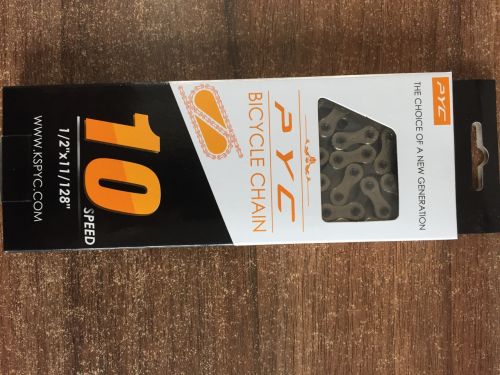 PYC
THE CHOICE OF A NEW GENERATION
PYC
BICYCLE CHAIN
10
SPEED
1/2"x11/128"
WWW.KSPYC.COM